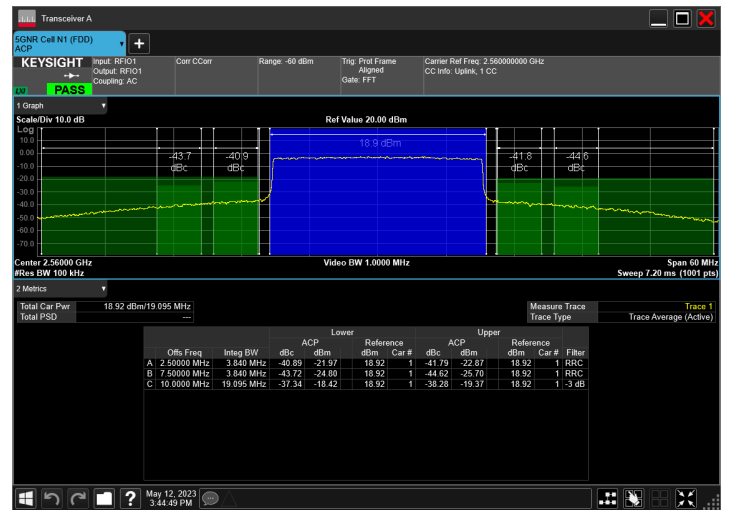 Transceiver A
5GNR Cell N1 (FDD)
ACP
KEYSIGHT
LXI PASS
Input: RFIO1
Output: RFIO1
Coupling: AC
Corr CCorr
Range: -60 dBm
Trig: Prot Frame
Aligned
Gate: FFT
Carrier Ref Freq: 2.560000000 GHz
CC Info: Uplink, 1 CC
1 Graph
Scale/Div 10.0 dB Ref Value 20.00 dBm
Log
10.0
0.00
-10.0
-20.0
-30.0
-40.0
-50.0
-60.0
-70.0
18.9 dBm
-43.7 -40.9 -41.8 -44.6
dBc dBc dBc dBc
Center 2.56000 GHz Video BW 1.0000 MHz Span 60 MHz
#Res BW 100 kHz Sweep 7.20 ms (1001 pts)
2 Metrics
Total Car Pwr 18.92 dBm/19.095 MHz Measure Trace Trace 1
Total PSD --- Trace Type Trace Average (Active)
Lower Upper
ACP Reference ACP Reference
Offs Freq Integ BW dBc dBm dBm Car # dBc dBm dBm Car # Filter
A 2.50000 MHz 3.840 MHz -40.89 -21.97 18.92 1 -41.79 -22.87 18.92 1 RRC
B 7.50000 MHz 3.840 MHz -43.72 -24.80 18.92 1 -44.62 -25.70 18.92 1 RRC
C 10.0000 MHz 19.095 MHz -37.34 -18.42 18.92 1 -38.28 -19.37 18.92 1 -3 dB
May 12, 2023
3:44:49 PM